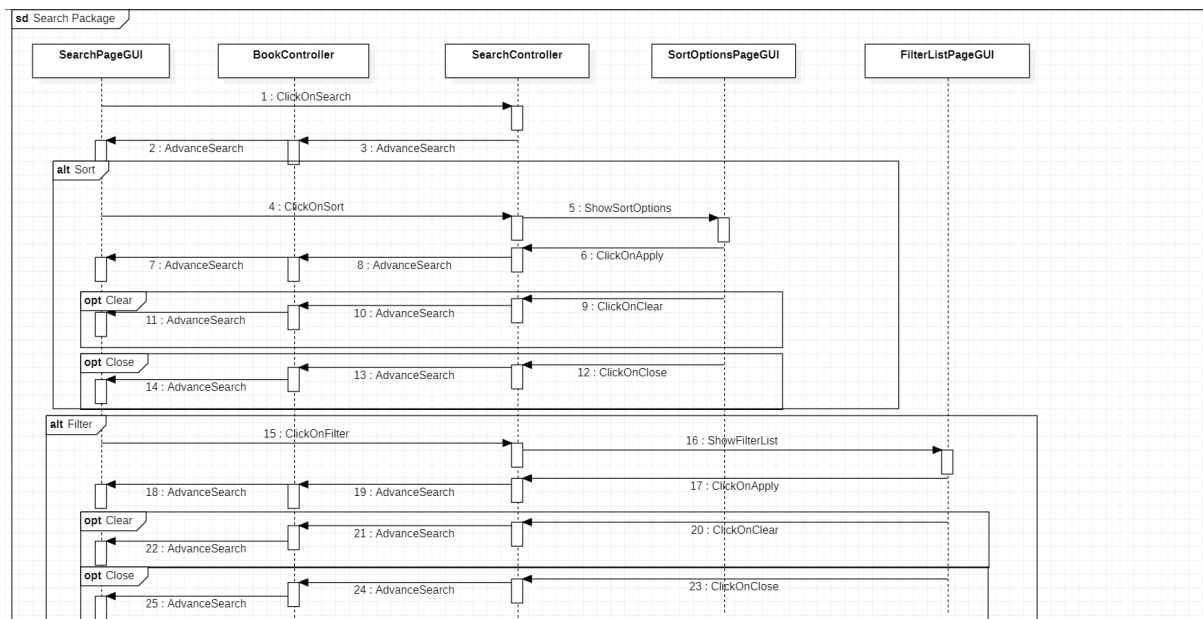 sd Search Package
SearchPageGUI
BookController
SearchController
SortOptionsPageGUI
FilterListPageGUI
1 : ClickOnSearch
2 : AdvanceSearch
3 : AdvanceSearch
alt Sort
4 : ClickOnSort
5 : ShowSortOptions
6 : ClickOnApply
7 : AdvanceSearch
8 : AdvanceSearch
opt Clear
9 : ClickOnClear
10 : AdvanceSearch
11 : AdvanceSearch
opt Close
12 : ClickOnClose
13 : AdvanceSearch
14 : AdvanceSearch
alt Filter
15 : ClickOnFilter
16 : ShowFilterList
17 : ClickOnApply
18 : AdvanceSearch
19 : AdvanceSearch
opt Clear
20 : ClickOnClear
21 : AdvanceSearch
22 : AdvanceSearch
opt Close
23 : ClickOnClose
24 : AdvanceSearch
25 : AdvanceSearch